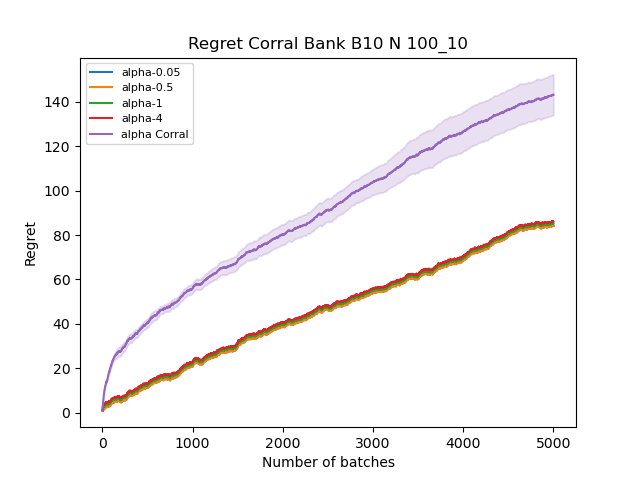 Regret Corral Bank B10 N 100_10
alpha-0.05
alpha-0.5
alpha-1
alpha-4
alpha Corral
Regret
140
120
100
80
60
40
20
0
0 1000 2000 3000 4000 5000
Number of batches